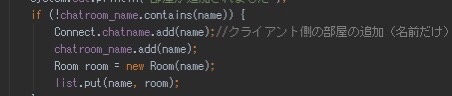 if (!chatroom_name.contains(name)) {
Connect.chatname.add(name);//クライアント側の部屋の追加（名前だけ）
chatroom_name.add(name);
Room room = new Room(name);
list.put(name, room);